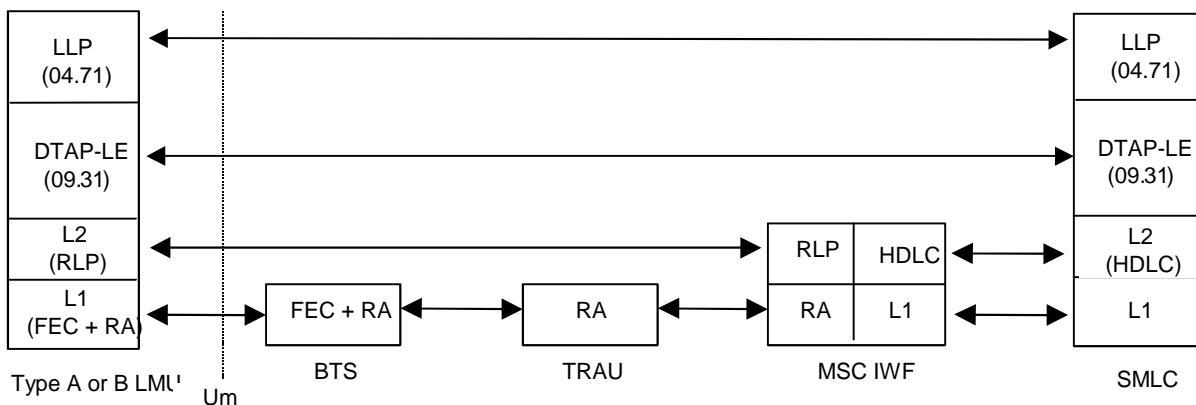 LLP
(04.71)
LLP
(04.71)
DTAP-LE
(09.31)
DTAP-LE
(09.31)
L2
(RLP)
RLP
HDLC
L2
(HDLC)
L1
(FEC + RA)
FEC + RA
RA
RA
L1
L1
Type A or B LMU
Um
BTS
TRAU
MSC IWF
SMLC